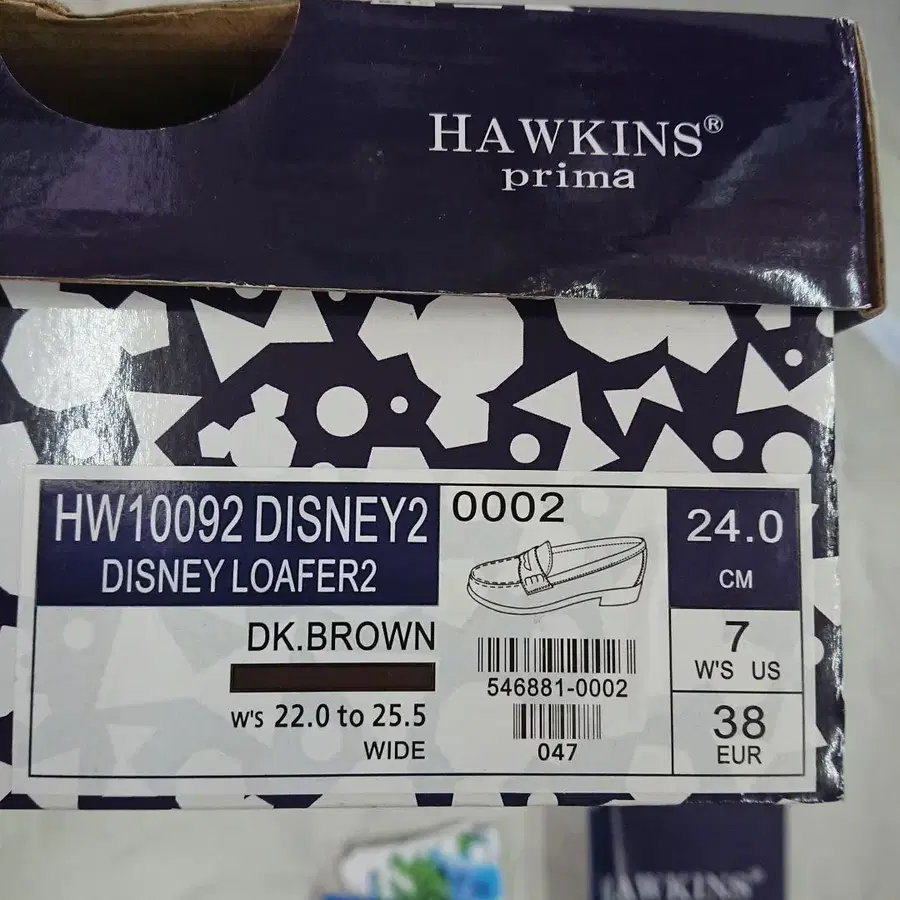 HAWKINS®
prima
HW10092 DISNEY2
DISNEY LOAFER2
0002
24.0
CM
DK.BROWN
7
W'S US
546881-0002
W'S 22.0 to 25.5
WIDE
047
38
EUR
HAWKINS®